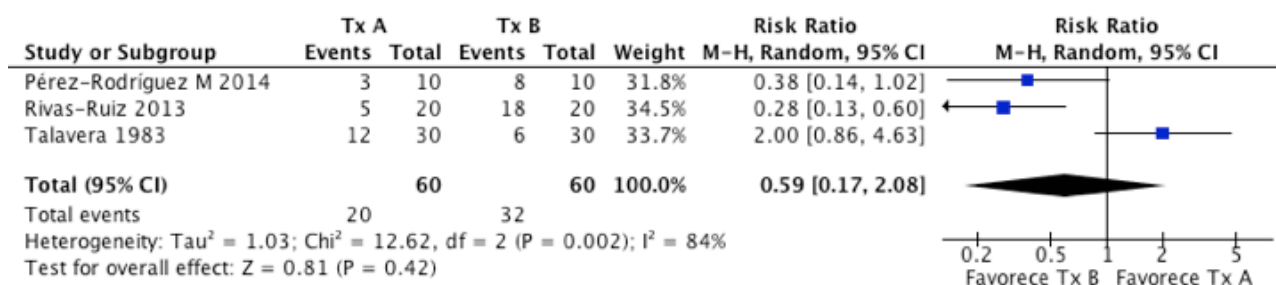 Tx A Tx B Risk Ratio Risk Ratio
Study or Subgroup Events Total Events Total Weight M-H, Random, 95% CI M-H, Random, 95% CI
Pérez-Rodríguez M 2014 3 10 8 10 31.8% 0.38 [0.14, 1.02]
Rivas-Ruiz 2013 5 20 18 20 34.5% 0.28 [0.13, 0.60]
Talavera 1983 12 30 6 30 33.7% 2.00 [0.86, 4.63]
Total (95% CI) 60 60 100.0% 0.59 [0.17, 2.08]
Total events 20 32
Heterogeneity: Tau² = 1.03; Chi² = 12.62, df = 2 (P = 0.002); I² = 84%
Test for overall effect: Z = 0.81 (P = 0.42)
0.2 0.5 1 2 5
Favorece Tx B Favorece Tx A